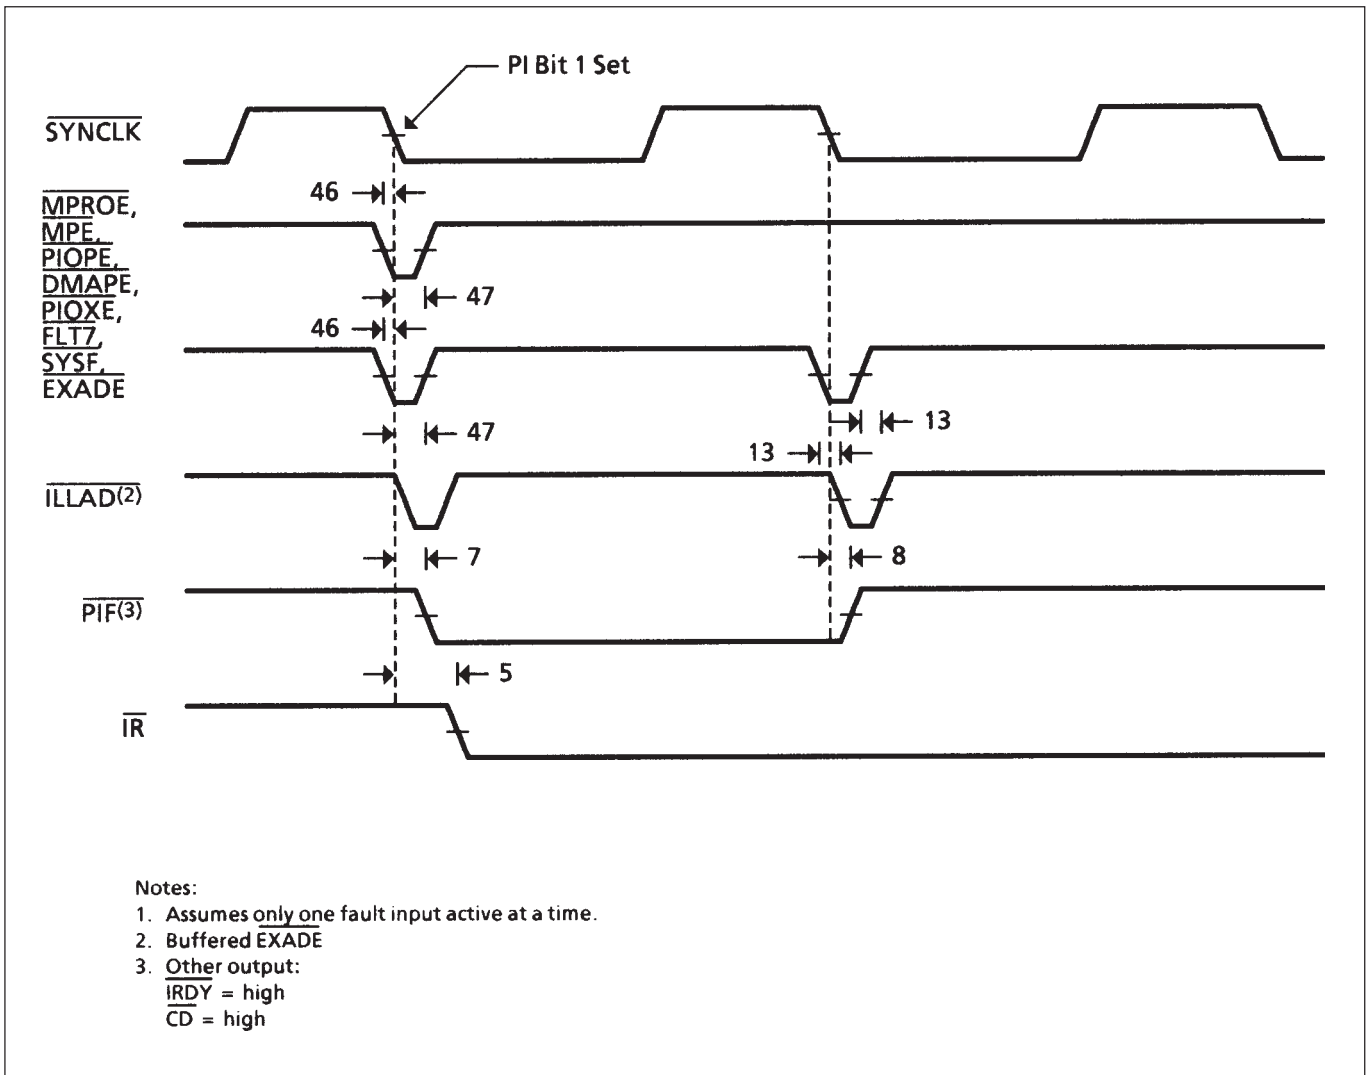 PI Bit 1 Set
SYNCLK
46
MPROE,
MPE,
PIOPE,
DMAPE,
PIOXE,
FLT7,
SYSF,
EXADE
47
46
47
13
13
ILLAD(2)
7
8
PIF(3)
5
IR
Notes:
1. Assumes only one fault input active at a time.
2. Buffered EXADE
3. Other output:
IRDY = high
CD = high